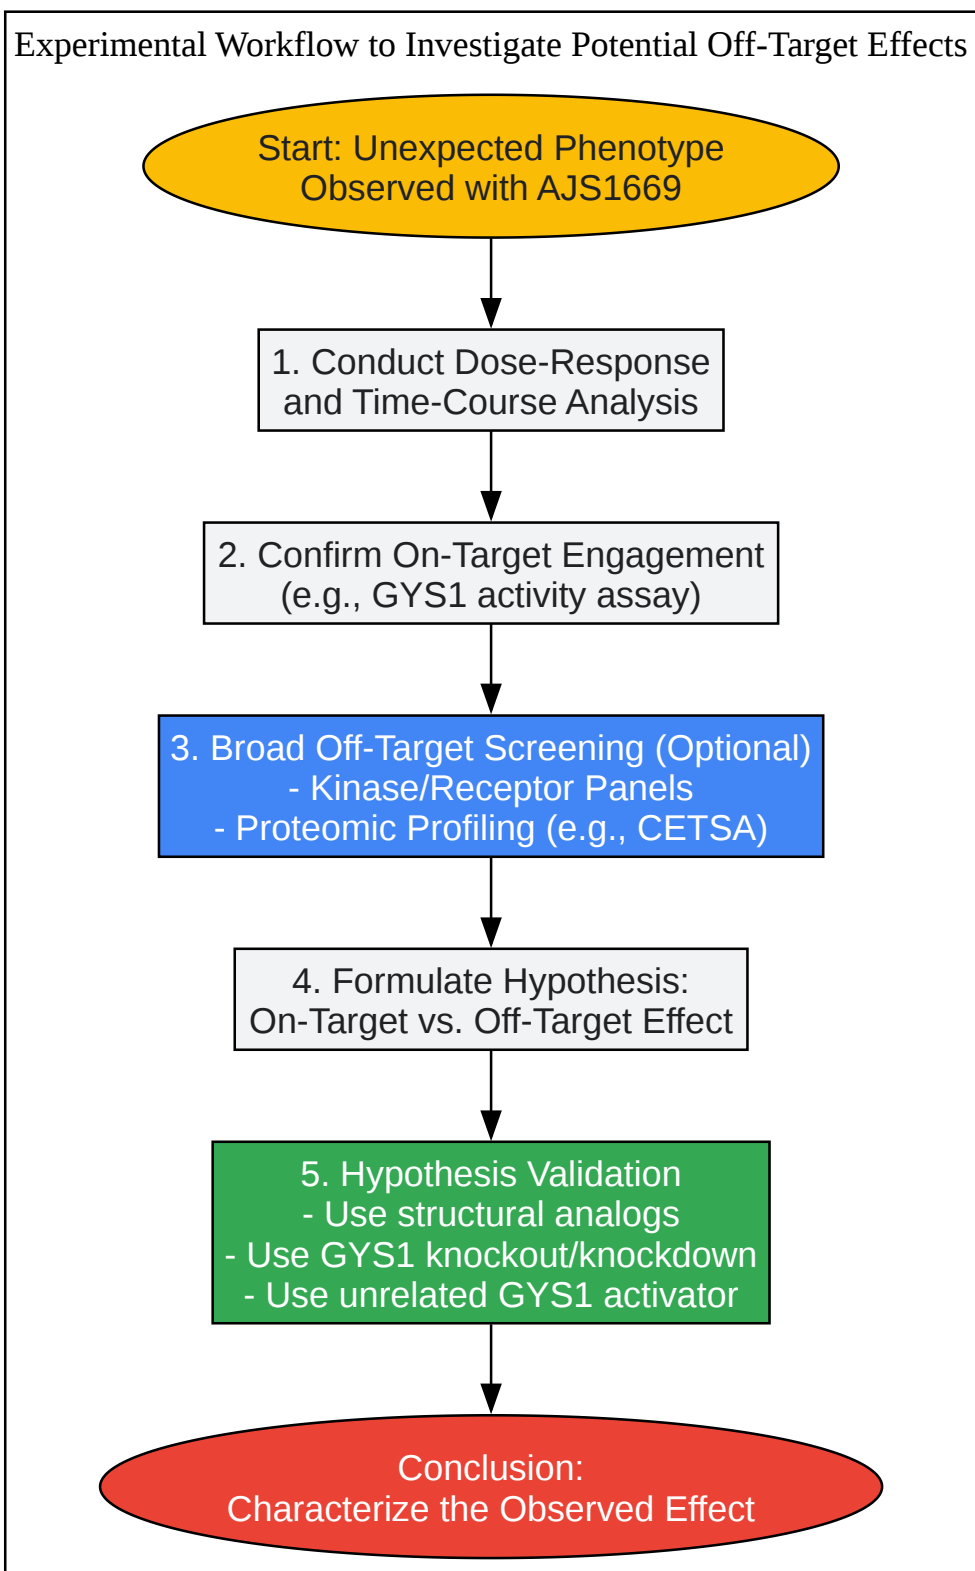 Experimental Workflow to Investigate Potential Off-Target Effects
Start: Unexpected Phenotype
Observed with AJS1669
1. Conduct Dose-Response
and Time-Course Analysis
2. Confirm On-Target Engagement
(e.g., GYS1 activity assay)
3. Broad Off-Target Screening (Optional)
- Kinase/Receptor Panels
- Proteomic Profiling (e.g., CETSA)
4. Formulate Hypothesis:
On-Target vs. Off-Target Effect
5. Hypothesis Validation
- Use structural analogs
- Use GYS1 knockout/knockdown
- Use unrelated GYS1 activator
Conclusion:
Characterize the Observed Effect